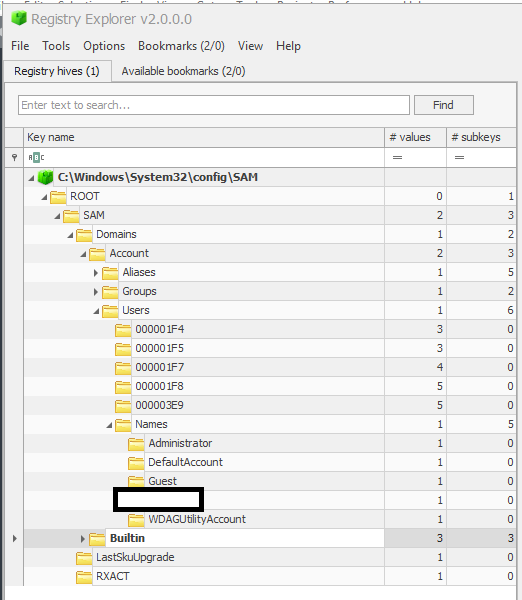 Registry Explorer v2.0.0.0
File Tools Options Bookmarks (2/0) View Help
Registry hives (1) Available bookmarks (2/0)
Enter text to search... Find
Key name # values # subkeys
ABC = =
C:\Windows\System32\config\SAM
ROOT 0 1
SAM 2 3
Domains 1 2
Account 2 3
Aliases 1 5
Groups 1 2
Users 1 6
000001F4 3 0
000001F5 3 0
000001F7 4 0
000001F8 5 0
000003E9 5 0
Names 1 5
Administrator 1 0
DefaultAccount 1 0
Guest 1 0
1 0
WDAGUtilityAccount 1 0
Builtin 3 3
LastSkuUpgrade 1 0
RXACT 1 0